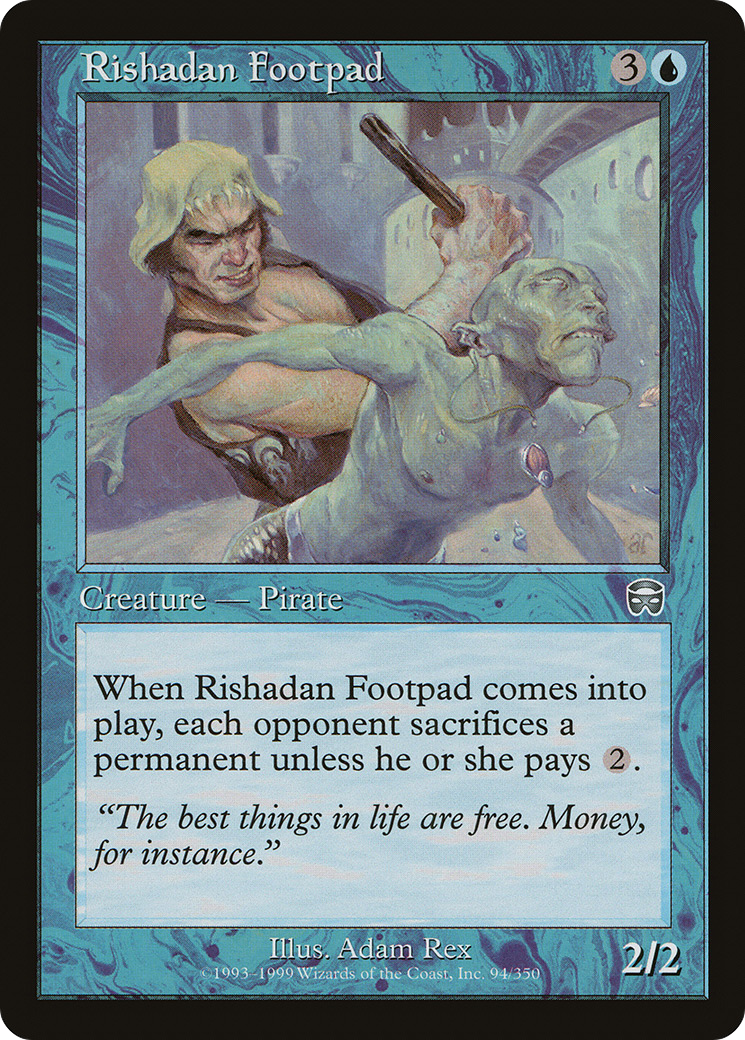 Rishadan Footpad 3
Creature — Pirate
When Rishadan Footpad comes into
play, each opponent sacrifices a
permanent unless he or she pays 2.
“The best things in life are free. Money,
for instance.”
Illus. Adam Rex
©1993–1999 Wizards of the Coast, Inc. 94/350
2/2